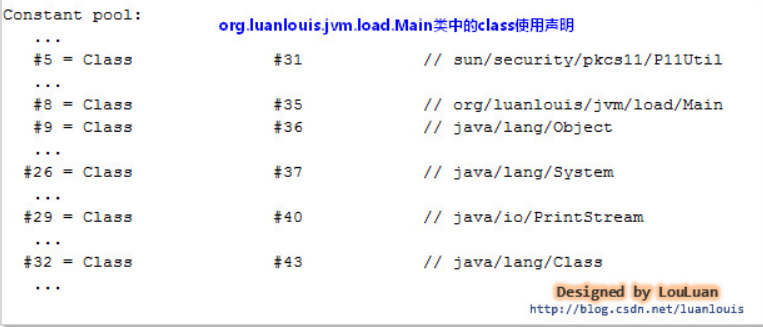 Constant pool:
org.luanlouis.jvm.load.Main类中的class使用声明
...
#5 = Class #31 // sun/security/pkcs11/P11Util
...
#8 = Class #35 // org/luanlouis/jvm/load/Main
#9 = Class #36 // java/lang/Object
...
#26 = Class #37 // java/lang/System
...
#29 = Class #40 // java/io/PrintStream
...
#32 = Class #43 // java/lang/Class
...
Designed by LouLuan
http://blog.csdn.net/luanlouis